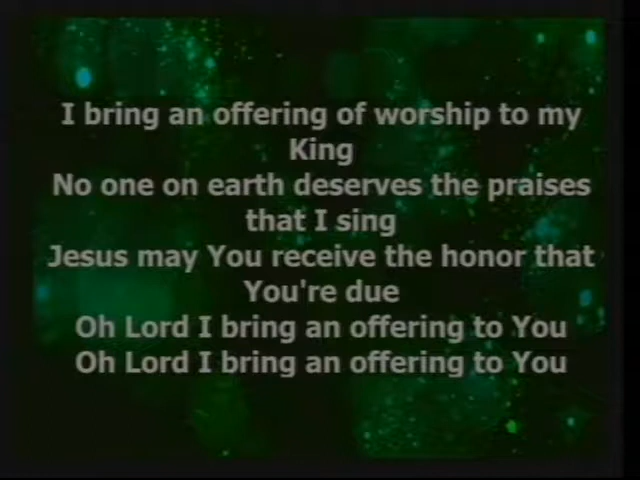 I bring an offering of worship to my
King
No one on earth deserves the praises
that I sing
Jesus may You receive the honor that
You're due
Oh Lord I bring an offering to You
Oh Lord I bring an offering to You